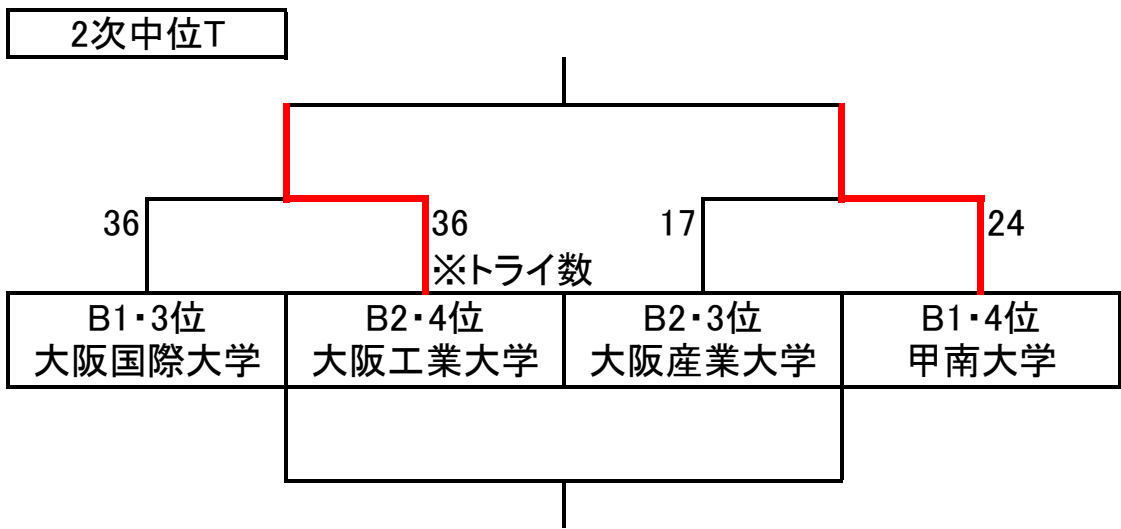 2次中位T
36
36
17
24
※トライ数
B1・3位
大阪国際大学
B2・4位
大阪工業大学
B2・3位
大阪産業大学
B1・4位
甲南大学